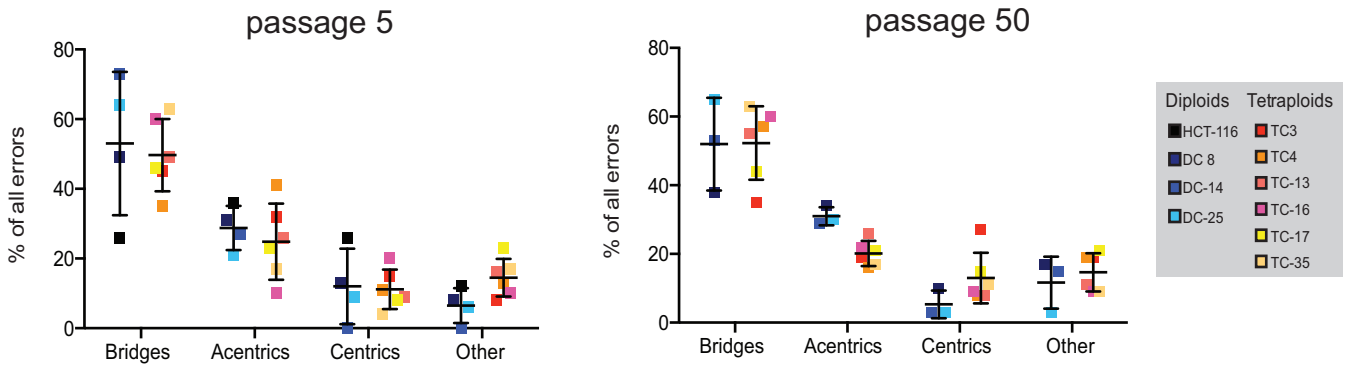 passage 5
% of all errors
80
60
40
20
0
Bridges Acentrics Centrics Other
passage 50
% of all errors
80
60
40
20
0
Bridges Acentrics Centrics Other
Diploids Tetraploids
HCT-116 TC3
DC 8 TC4
DC-14 TC-13
DC-25 TC-16
TC-17
TC-35